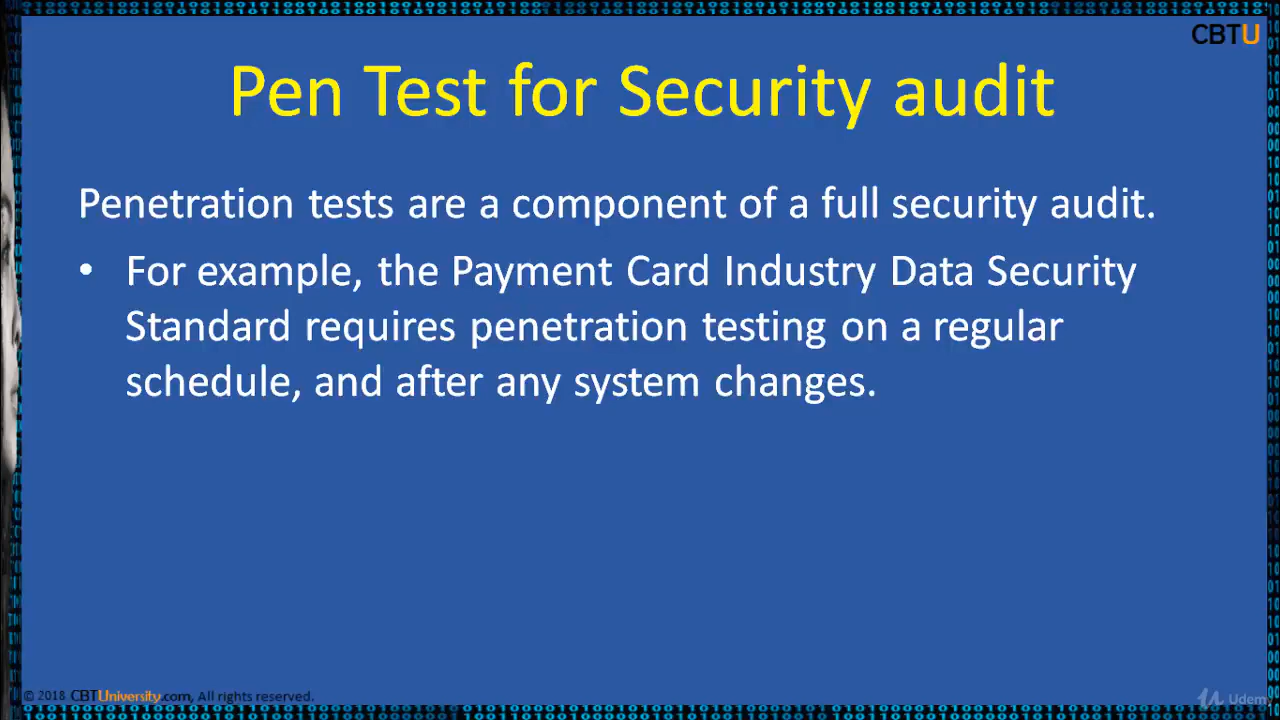 CBTU
Pen Test for Security audit
Penetration tests are a component of a full security audit.
• For example, the Payment Card Industry Data Security
Standard requires penetration testing on a regular
schedule, and after any system changes.
© 2018 CBTUniversity.com, All rights reserved.
Udemy